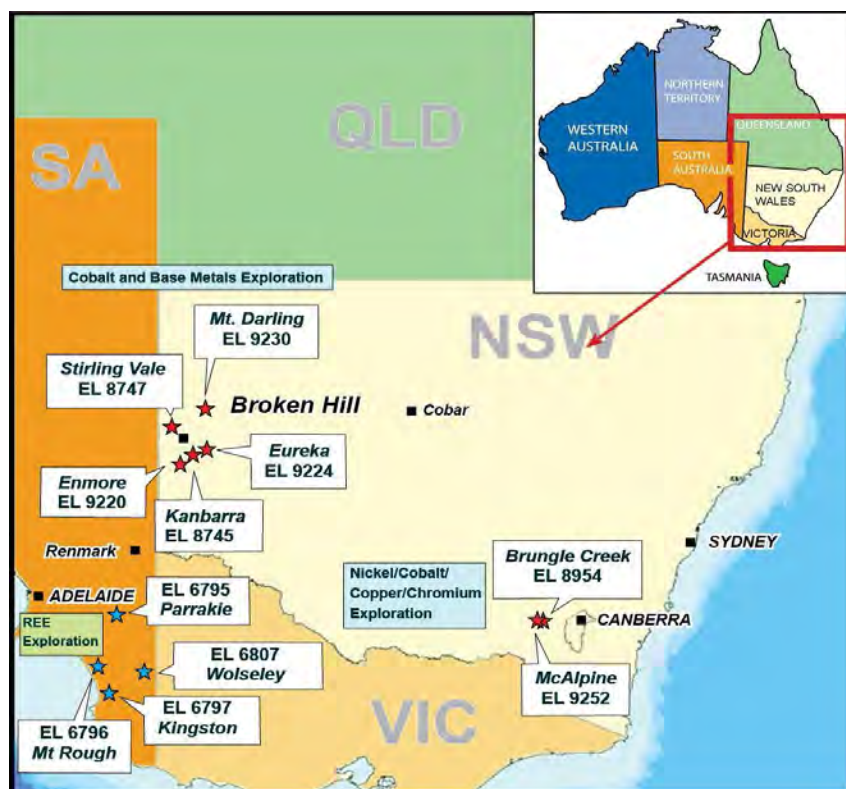 QLD
SA
NSW
VIC
WESTERN
AUSTRALIA
NORTHERN
TERRITORY
QUEENSLAND
SOUTH
AUSTRALIA
NEW SOUTH
WALES
VICTORIA
TASMANIA
Cobalt and Base Metals Exploration
Mt. Darling
EL 9230
Stirling Vale
EL 8747
Broken Hill
Cobar
Eureka
EL 9224
Enmore
EL 9220
Kanbarra
EL 8745
Renmark
ADELAIDE
REE
Exploration
EL 6795
Parrakie
EL 6807
Wolseley
EL 6797
Kingston
EL 6796
Mt Rough
Nickel/Cobalt/
Copper/Chromium
Exploration
Brungle Creek
EL 8954
SYDNEY
CANBERRA
McAlpine
EL 9252